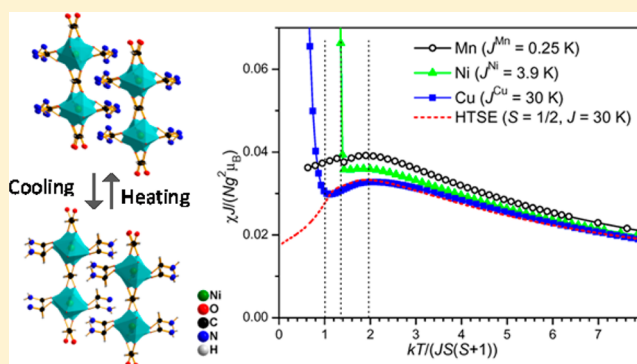 Cooling
Heating
Ni
O
C
N
H
0.06
0.04
0.02
0.00
χJ/(Ng²μ_B)
Mn (J^Mn = 0.25 K)
Ni (J^Ni = 3.9 K)
Cu (J^Cu = 30 K)
HTSE (S = 1/2, J = 30 K)
0 1 2 3 4 5 6 7
kT/(JS(S+1))